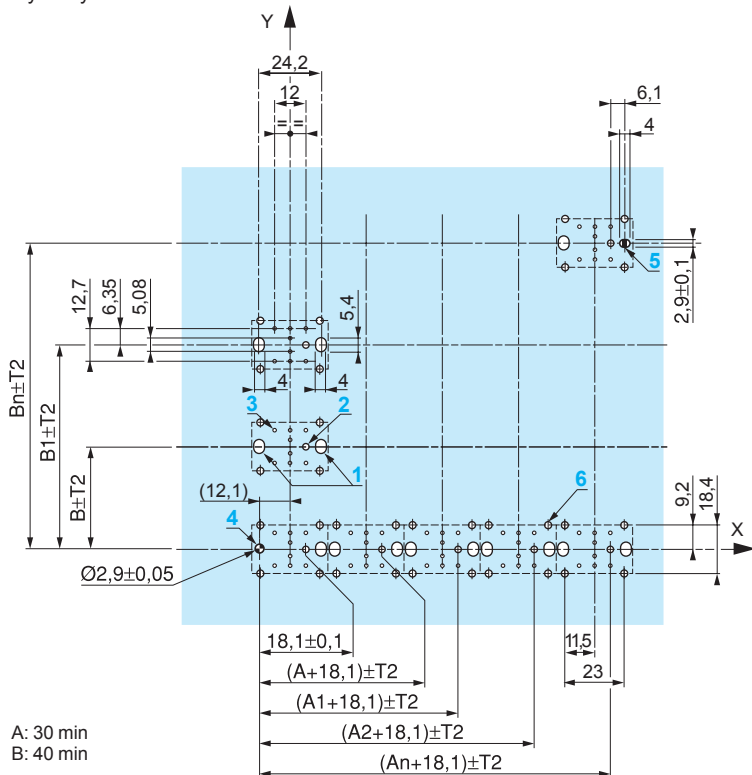 Y
24,2
12
= =
6,1
4
5
2,9±0,1
12,7
6,35
5,08
5,4
4
4
Bn±T2
B1±T2
B±T2
3
2
1
(12,1)
4
6
9,2
18,4
X
Ø2,9±0,05
18,1±0,1
11,5
23
(A+18,1)±T2
(A1+18,1)±T2
(A2+18,1)±T2
(An+18,1)±T2
A: 30 min
B: 40 min